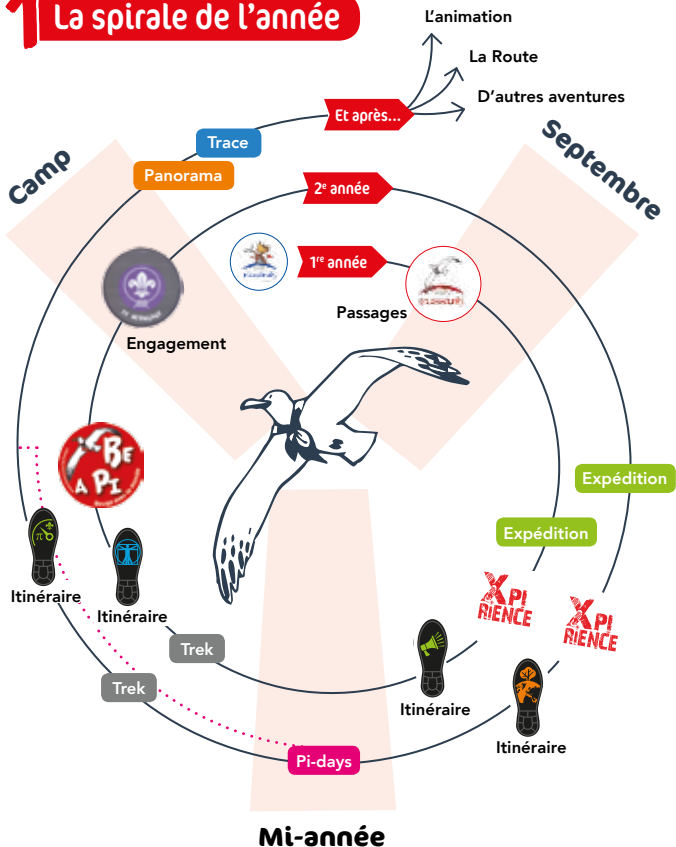 1 La spirale de l'année
L'animation
La Route
D'autres aventures
Et après...
Trace
Panorama
Camp
Septembre
2e année
1re année
Passages
Engagement
BE
A PI
Expédition
Expédition
XPI
RIENCE
XPI
RIENCE
Itinéraire
Itinéraire
Trek
Trek
Itinéraire
Itinéraire
Pi-days
Mi-année